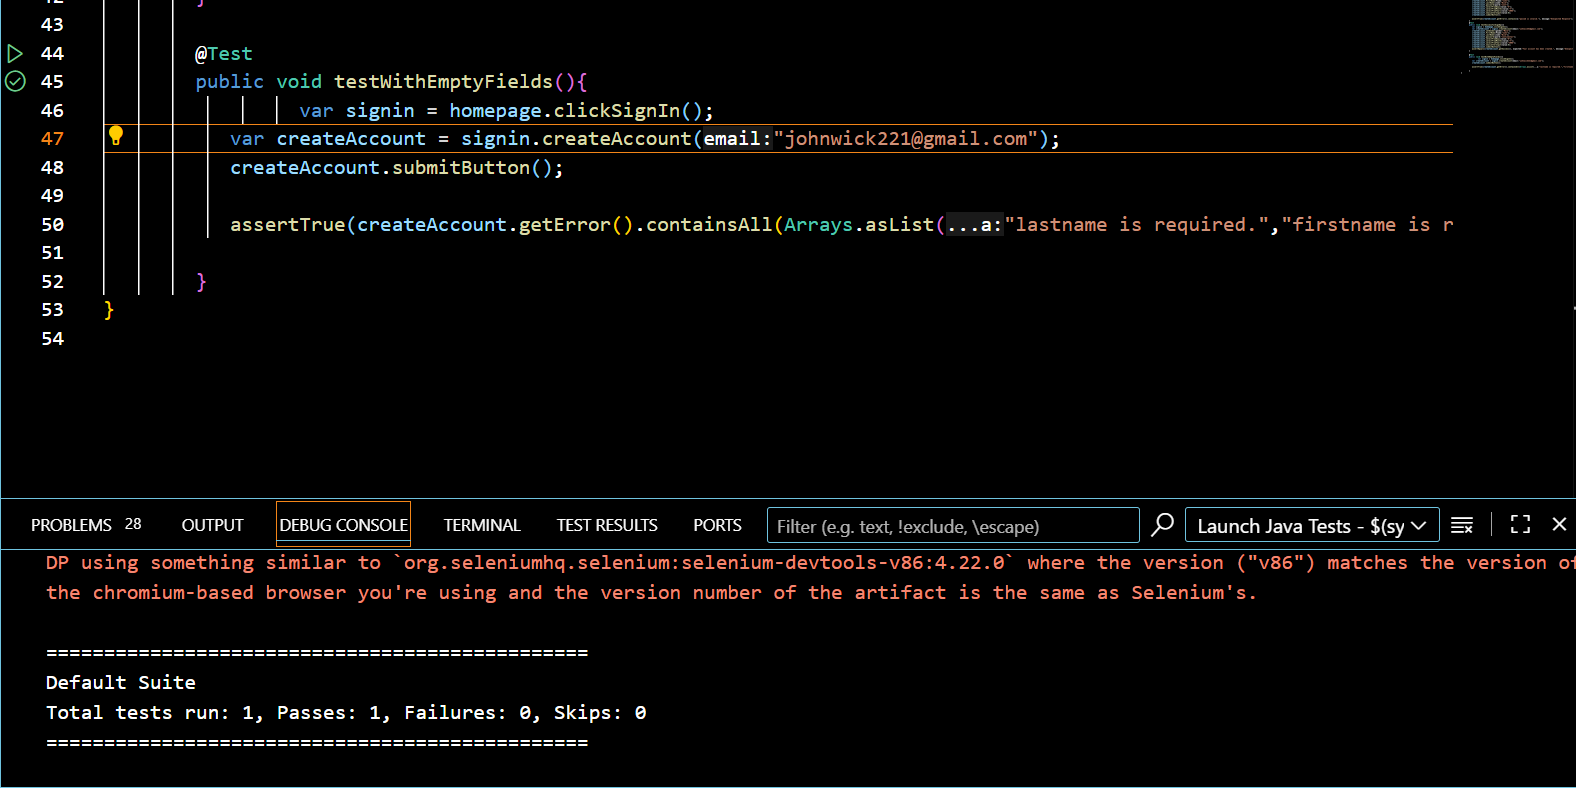 42 }
43
44 @Test
45 public void testWithEmptyFields(){
46 var signin = homepage.clickSignIn();
47 var createAccount = signin.createAccount(email:"johnwick221@gmail.com");
48 createAccount.submitButton();
49
50 assertTrue(createAccount.getError().containsAll(Arrays.asList(...a:"lastname is required.","firstname is r
51
52 }
53 }
54
PROBLEMS 28 OUTPUT DEBUG CONSOLE TERMINAL TEST RESULTS PORTS Filter (e.g. text, !exclude, \escape) Launch Java Tests - $(sy
DP using something similar to `org.seleniumhq.selenium:selenium-devtools-v86:4.22.0` where the version ("v86") matches the version of
the chromium-based browser you're using and the version number of the artifact is the same as Selenium's.
===============================================
Default Suite
Total tests run: 1, Passes: 1, Failures: 0, Skips: 0
===============================================